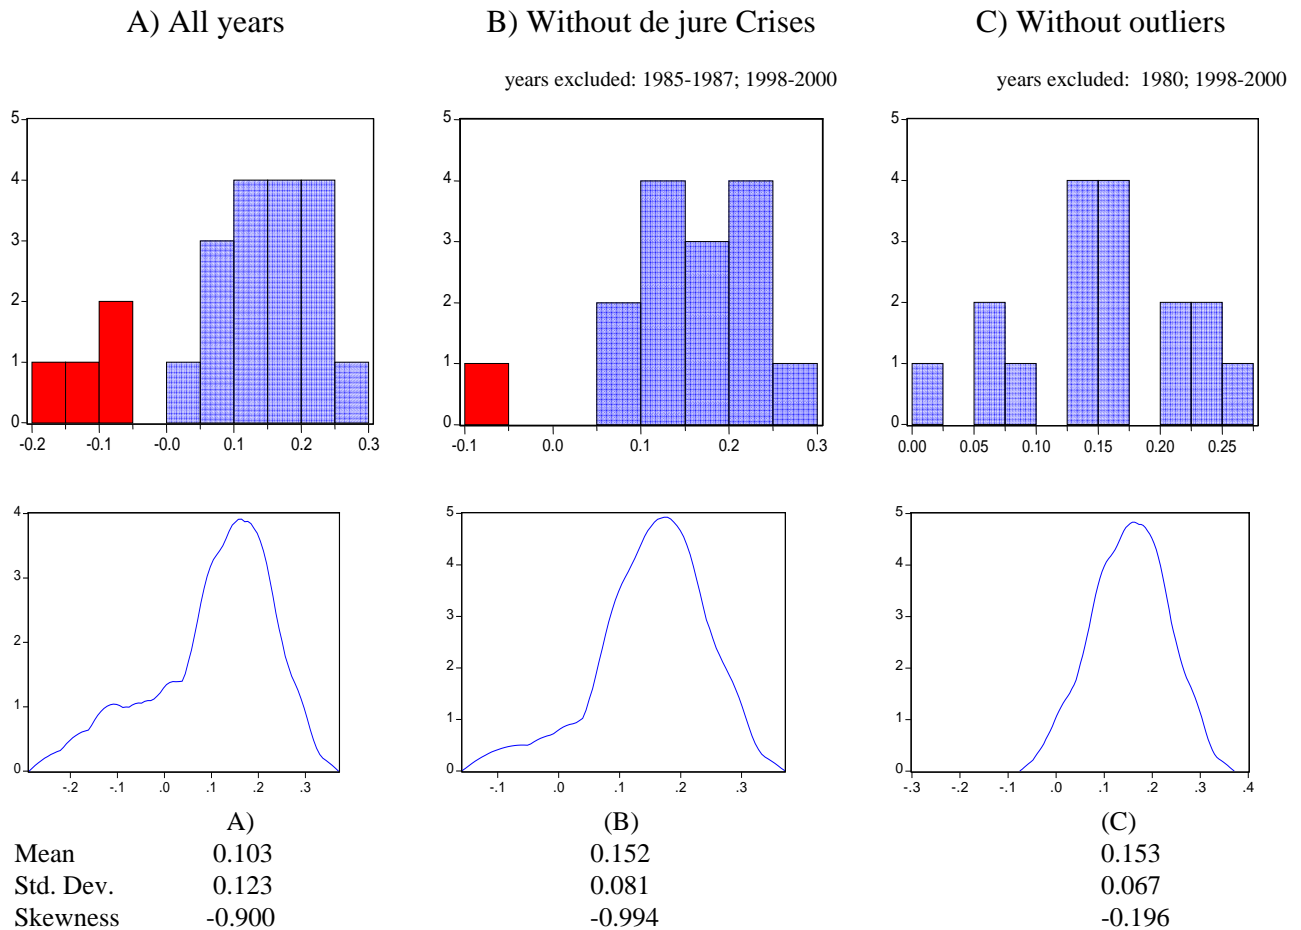 A) All years B) Without de jure Crises C) Without outliers
years excluded: 1985-1987; 1998-2000 years excluded: 1980; 1998-2000
5 5 5
4 4 4
3 3 3
2 2 2
1 1 1
0 0 0
-0.2 -0.1 -0.0 0.1 0.2 0.3 -0.1 0.0 0.1 0.2 0.3 0.00 0.05 0.10 0.15 0.20 0.25
4 5 5
3 4 4
2 3 3
1 2 2
0 1 1
0 0
-.2 -.1 .0 .1 .2 .3 -.1 .0 .1 .2 .3 -.3 -.2 -.1 .0 .1 .2 .3 .4
A) (B) (C)
Mean 0.103 0.152 0.153
Std. Dev. 0.123 0.081 0.067
Skewness -0.900 -0.994 -0.196